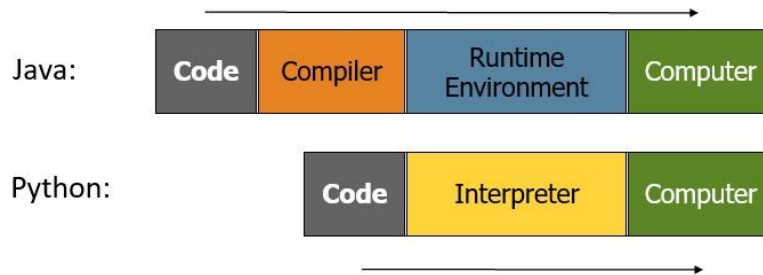 Java:
Code
Compiler
Runtime
Environment
Computer
Python:
Code
Interpreter
Computer